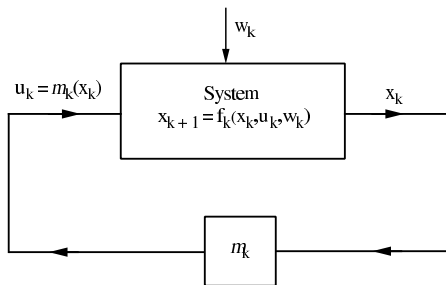 w_k
u_k = m_k(x_k)
System
x_{k+1} = f_k(x_k,u_k,w_k)
x_k
m_k